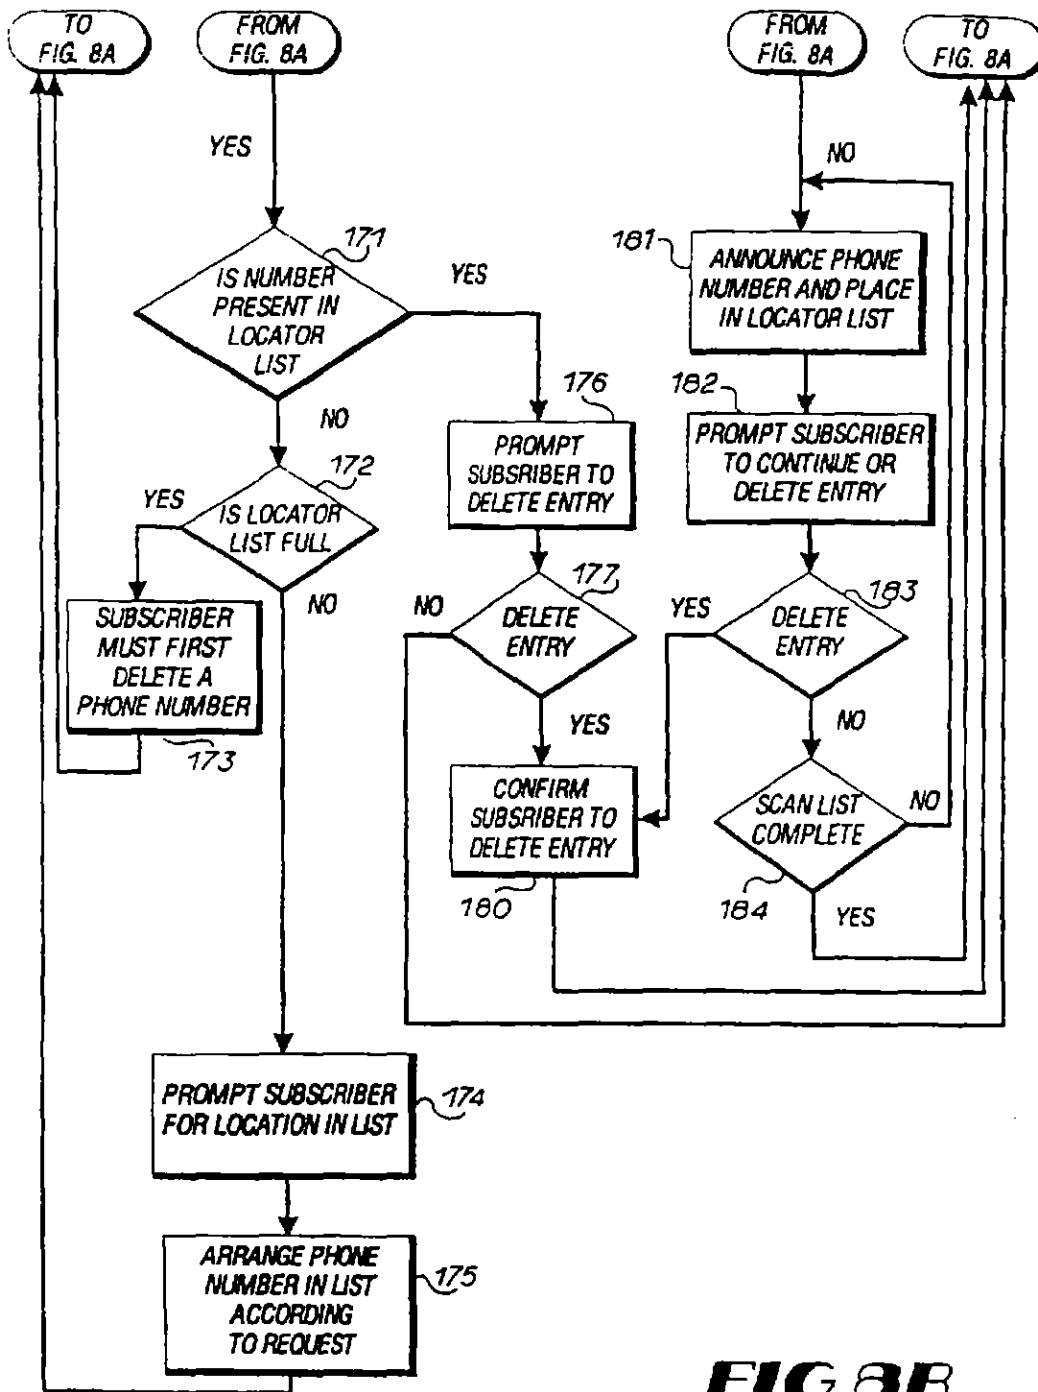 TO
FIG. 8A
FROM
FIG. 8A
FROM
FIG. 8A
TO
FIG. 8A
YES
NO
171
IS NUMBER
PRESENT IN
LOCATOR
LIST
YES
NO
181
ANNOUNCE PHONE
NUMBER AND PLACE
IN LOCATOR LIST
172
IS LOCATOR
LIST FULL
YES
NO
176
PROMPT
SUBSRIBER TO
DELETE ENTRY
182
PROMPT SUBSCRIBER
TO CONTINUE OR
DELETE ENTRY
SUBSCRIBER
MUST FIRST
DELETE A
PHONE NUMBER
173
177
NO
DELETE
ENTRY
YES
183
YES
DELETE
ENTRY
NO
CONFIRM
SUBSRIBER TO
DELETE ENTRY
180
SCAN LIST
COMPLETE
NO
184
YES
PROMPT SUBSCRIBER
FOR LOCATION IN LIST
174
ARRANGE PHONE
NUMBER IN LIST
ACCORDING
TO REQUEST
175
FIG 8B